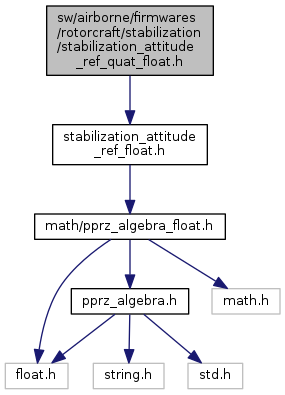 sw/airborne/firmwares
/rotorcraft/stabilization
/stabilization_attitude
_ref_quat_float.h
stabilization_attitude
_ref_float.h
math/pprz_algebra_float.h
pprz_algebra.h
math.h
float.h
string.h
std.h